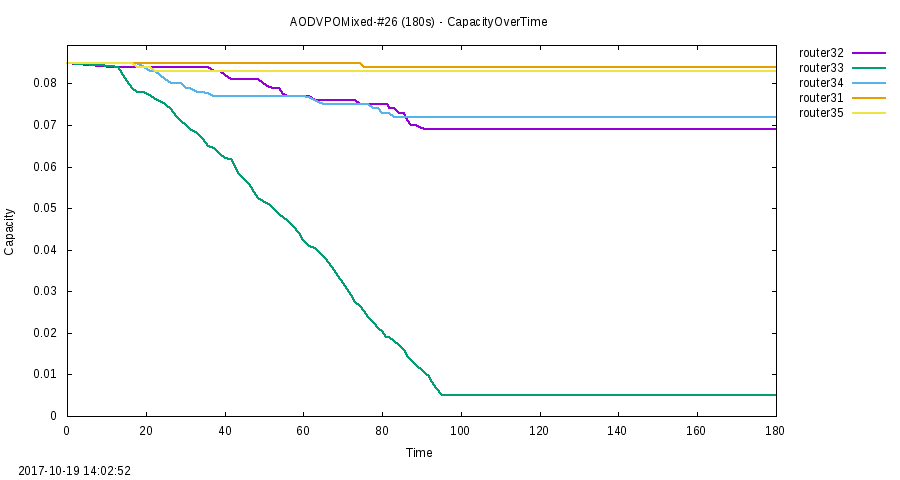 AODVPOMixed-#26 (180s) - CapacityOverTime
router32
router33
router34
router31
router35
Capacity
0.08
0.07
0.06
0.05
0.04
0.03
0.02
0.01
0
0 20 40 60 80 100 120 140 160 180
Time
2017-10-19 14:02:52